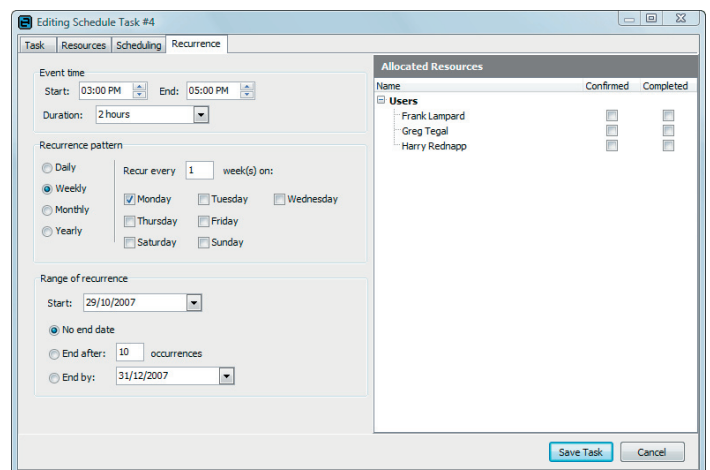 Editing Schedule Task #4
Task Resources Scheduling Recurrence
Event time
Start: 03:00 PM End: 05:00 PM
Duration: 2 hours
Recurrence pattern
Daily
Weekly
Monthly
Yearly
Recur every 1 week(s) on:
Monday Tuesday Wednesday
Thursday Friday
Saturday Sunday
Range of recurrence
Start: 29/10/2007
No end date
End after: 10 occurrences
End by: 31/12/2007
Allocated Resources
Name Confirmed Completed
Users
Frank Lampard
Greg Tegal
Harry Rednapp
Save Task Cancel